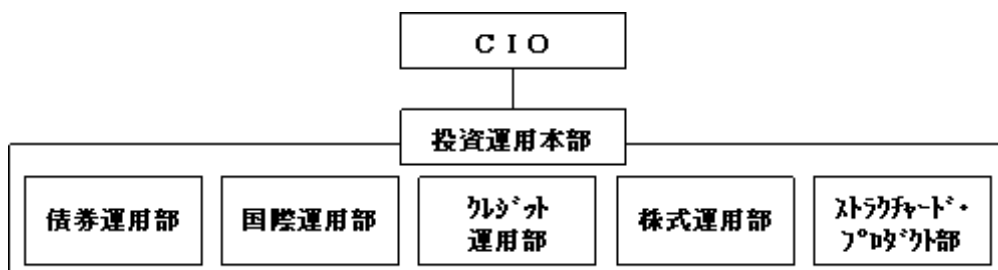 ＣＩＯ
投資運用本部
債券運用部
国際運用部
ｸﾚｼﾞｯﾄ
運用部
株式運用部
ｽﾄﾗｸﾁｬｰﾄﾞ･
ﾌﾟﾛﾀﾞｸﾄ部